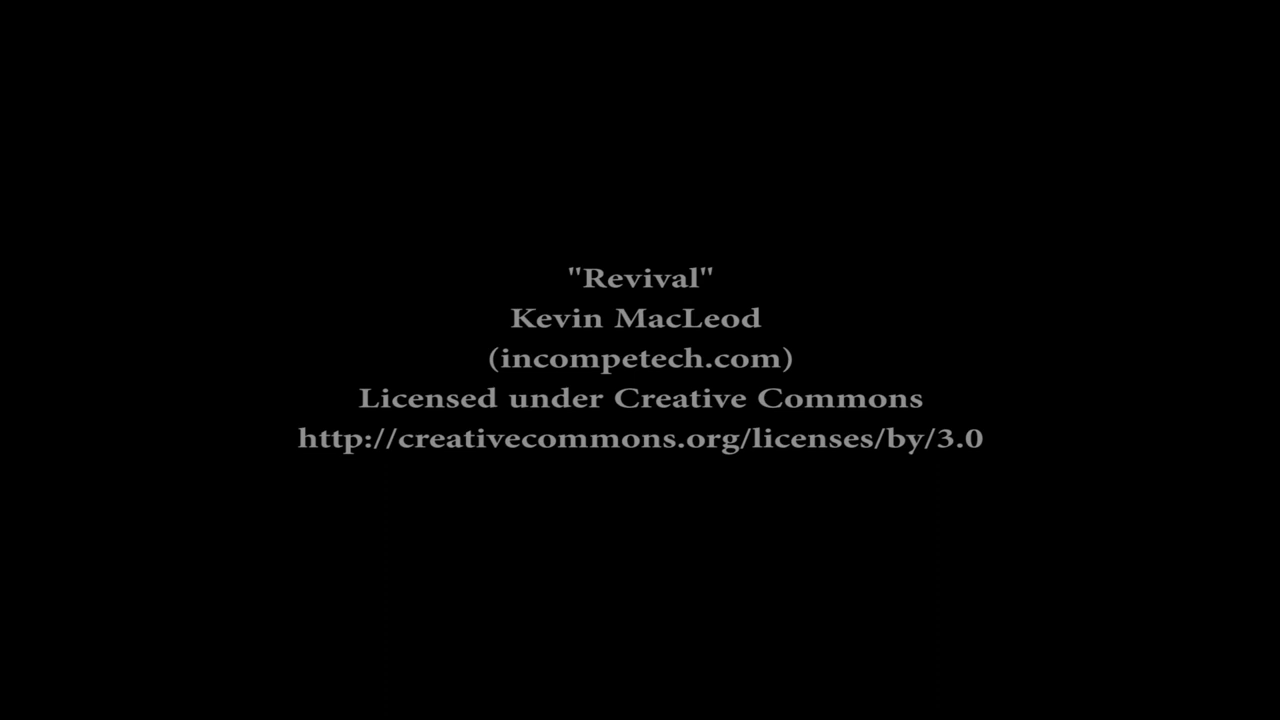 "Revival"
Kevin MacLeod
(incompetech.com)
Licensed under Creative Commons
http://creativecommons.org/licenses/by/3.0